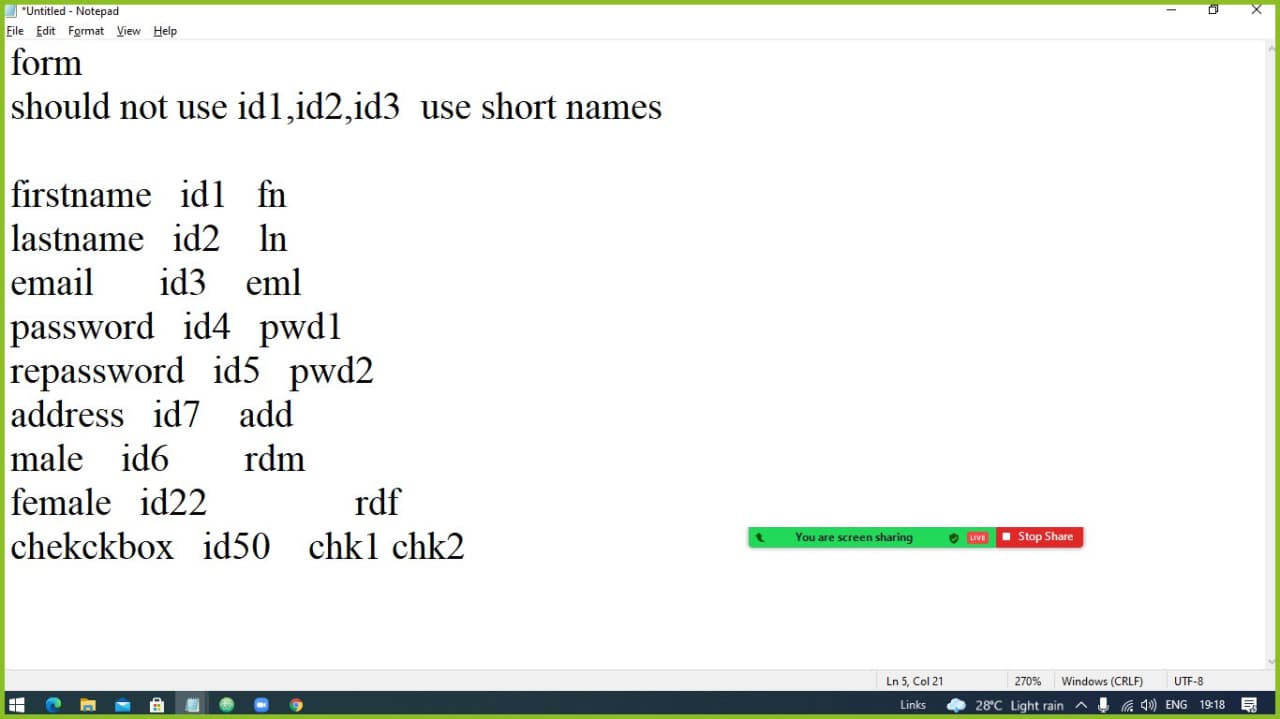 *Untitled - Notepad
File Edit Format View Help
form
should not use id1,id2,id3 use short names
firstname id1 fn
lastname id2 ln
email id3 eml
password id4 pwd1
repassword id5 pwd2
address id7 add
male id6 rdm
female id22 rdf
chekckbox id50 chk1 chk2
You are screen sharing LIVE Stop Share
Ln 5, Col 21 270% Windows (CRLF) UTF-8
Links 28°C Light rain ENG 19:18